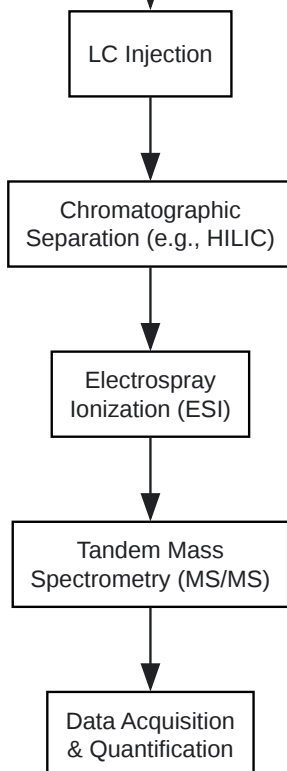 LC Injection
Chromatographic
Separation (e.g., HILIC)
Electrospray
Ionization (ESI)
Tandem Mass
Spectrometry (MS/MS)
Data Acquisition
& Quantification